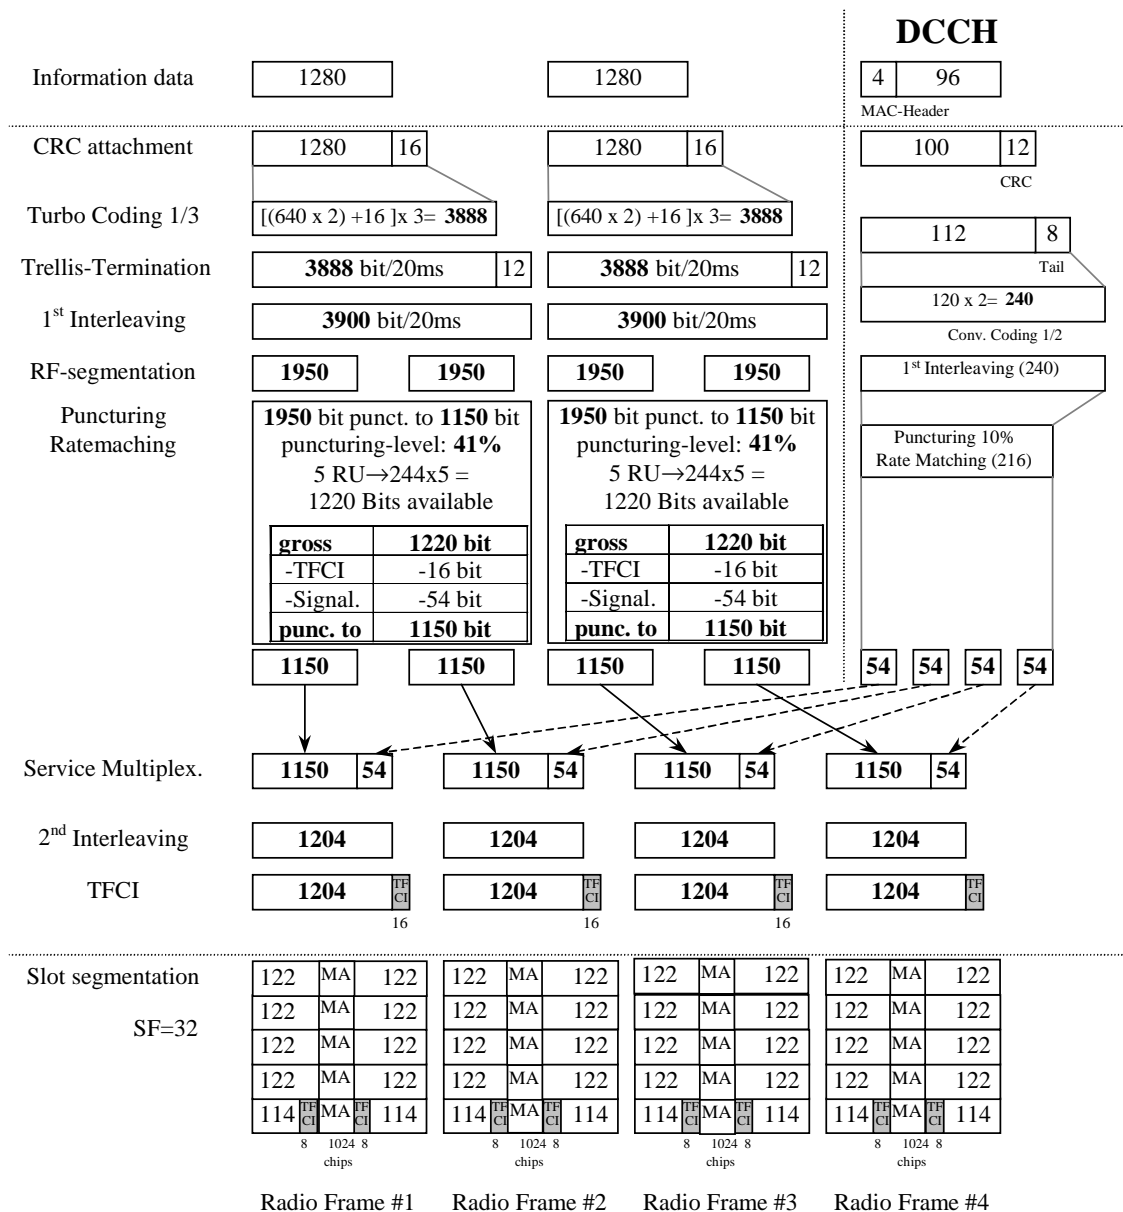 DCCH
Information data 1280 1280 4 96
MAC-Header
CRC attachment 1280 16 1280 16 100 12
CRC
Turbo Coding 1/3 [(640 x 2) +16 ]x 3= 3888 [(640 x 2) +16 ]x 3= 3888
112 8
Trellis-Termination 3888 bit/20ms 12 3888 bit/20ms 12
Tail
120 x 2= 240
1st Interleaving 3900 bit/20ms 3900 bit/20ms
Conv. Coding 1/2
RF-segmentation 1950 1950 1950 1950 1st Interleaving (240)
Puncturing
Ratemaching
1950 bit punct. to 1150 bit
puncturing-level: 41%
5 RU→244x5 =
1220 Bits available
gross 1220 bit
-TFCI -16 bit
-Signal. -54 bit
punc. to 1150 bit
1950 bit punct. to 1150 bit
puncturing-level: 41%
5 RU→244x5 =
1220 Bits available
gross 1220 bit
-TFCI -16 bit
-Signal. -54 bit
punc. to 1150 bit
Puncturing 10%
Rate Matching (216)
1150 1150 1150 1150 54 54 54 54
Service Multiplex. 1150 54 1150 54 1150 54 1150 54
2nd Interleaving 1204 1204 1204 1204
TFCI 1204 TFCI 1204 TFCI 1204 TFCI 1204 TFCI
16 16 16
Slot segmentation 122 MA 122 122 MA 122 122 MA 122 122 MA 122
SF=32 122 MA 122 122 MA 122 122 MA 122 122 MA 122
122 MA 122 122 MA 122 122 MA 122 122 MA 122
122 MA 122 122 MA 122 122 MA 122 122 MA 122
114 TFCI MA TFCI 114 114 TFCI MA TFCI 114 114 TFCI MA TFCI 114 114 TFCI MA TFCI 114
8 1024 8 8 1024 8 8 1024 8 8 1024 8
chips chips chips chips
Radio Frame #1 Radio Frame #2 Radio Frame #3 Radio Frame #4